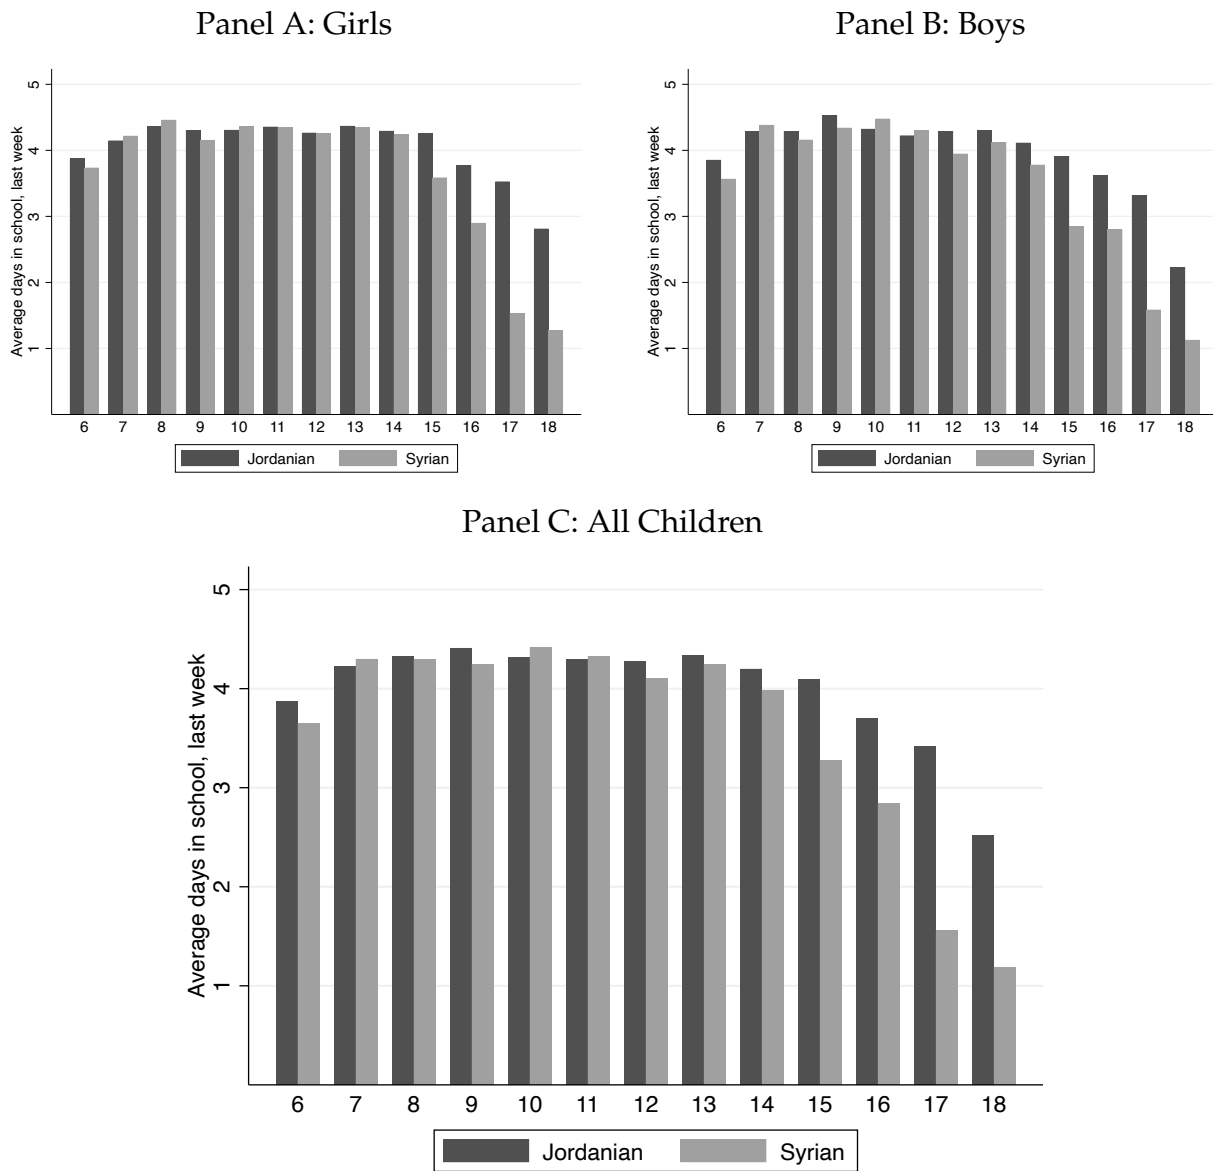 Panel A: Girls
Average days in school, last week
5
4
3
2
1
6 7 8 9 10 11 12 13 14 15 16 17 18
Jordanian Syrian
Panel B: Boys
Average days in school, last week
5
4
3
2
1
6 7 8 9 10 11 12 13 14 15 16 17 18
Jordanian Syrian
Panel C: All Children
Average days in school, last week
5
4
3
2
1
6 7 8 9 10 11 12 13 14 15 16 17 18
Jordanian Syrian